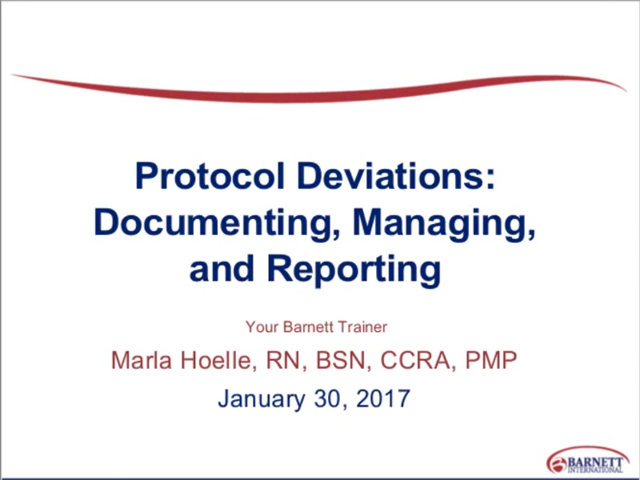 Protocol Deviations:
Documenting, Managing,
and Reporting
Your Barnett Trainer
Marla Hoelle, RN, BSN, CCRA, PMP
January 30, 2017
BARNETT
INTERNATIONAL